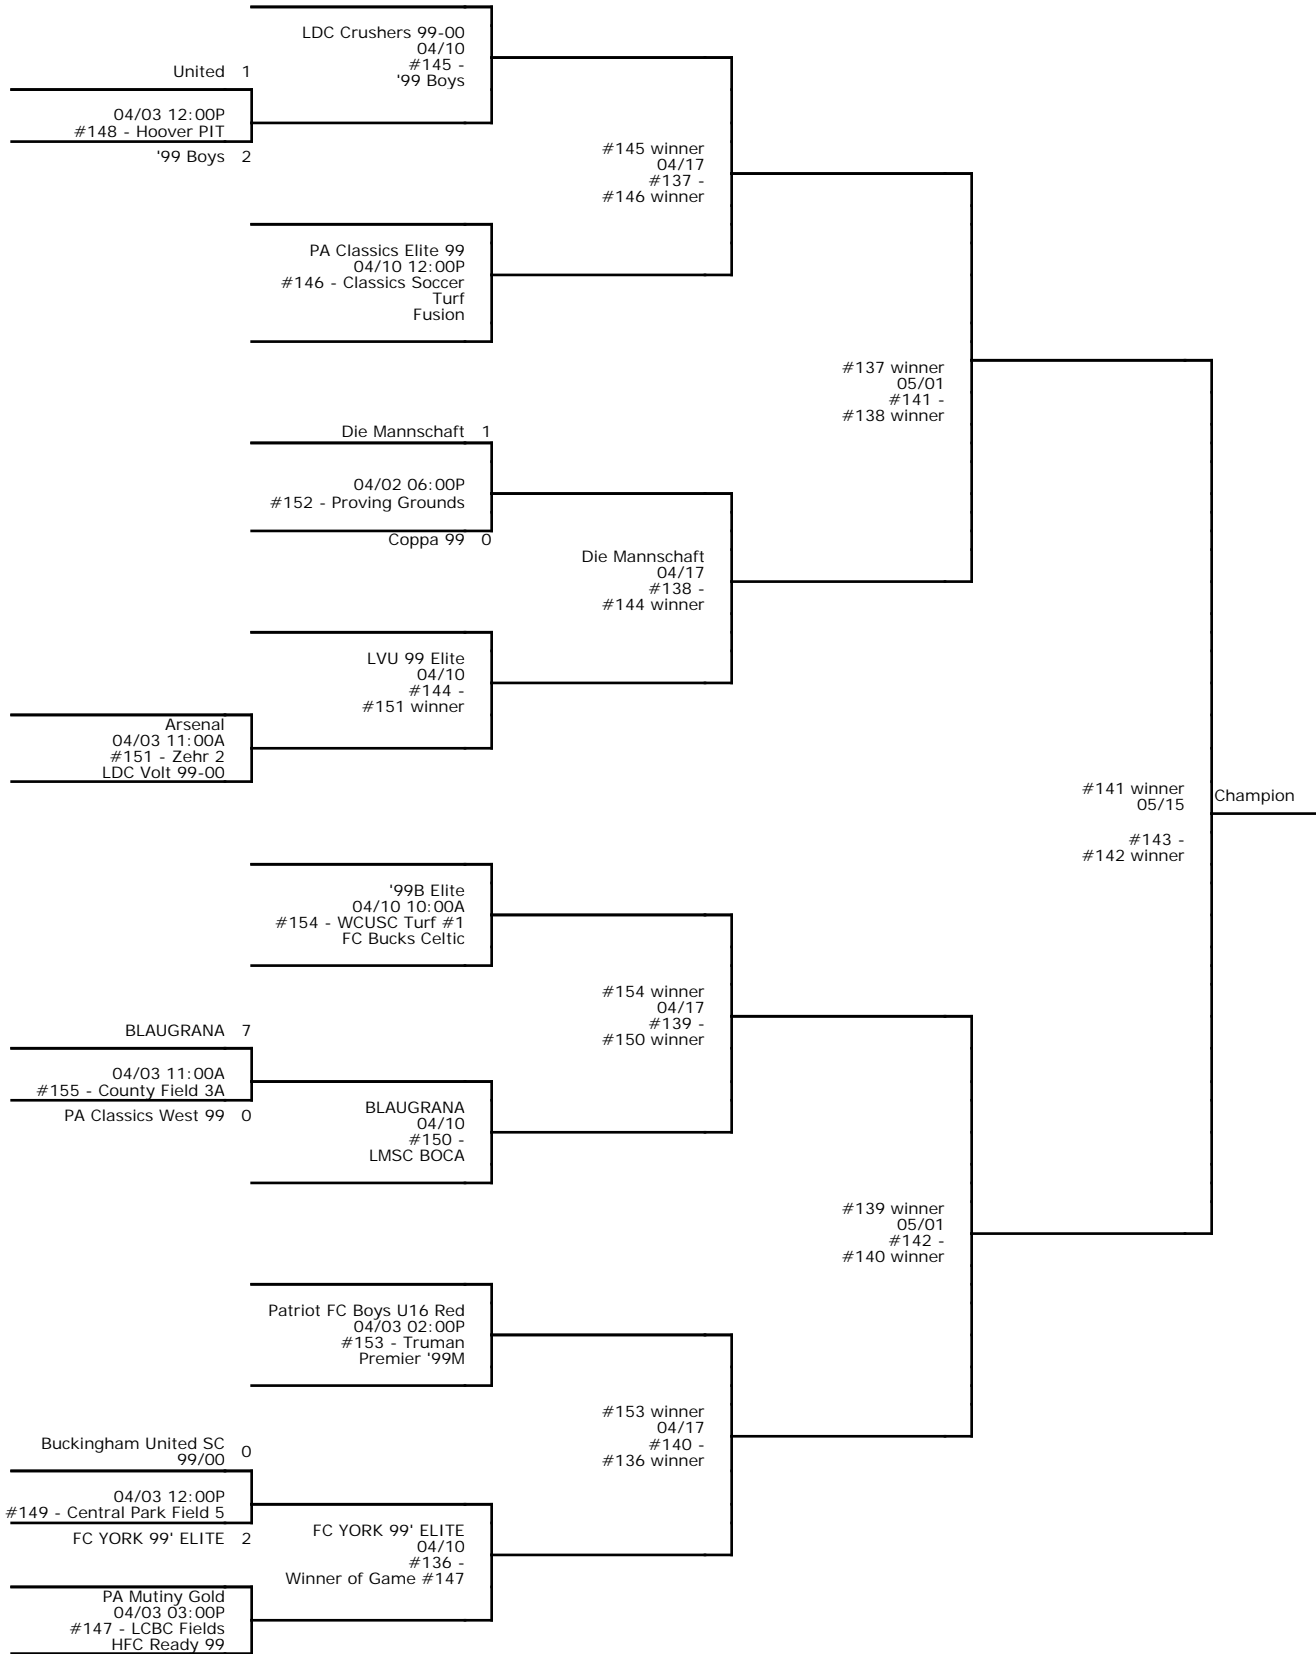 LDC Crushers 99-00
04/10
#145 -
'99 Boys
United 1
04/03 12:00P
#148 - Hoover PIT
'99 Boys 2
#145 winner
04/17
#137 -
#146 winner
PA Classics Elite 99
04/10 12:00P
#146 - Classics Soccer
Turf
Fusion
#137 winner
05/01
#141 -
#138 winner
Die Mannschaft 1
04/02 06:00P
#152 - Proving Grounds
Coppa 99 0
Die Mannschaft
04/17
#138 -
#144 winner
LVU 99 Elite
04/10
#144 -
#151 winner
Arsenal
04/03 11:00A
#151 - Zehr 2
LDC Volt 99-00
#141 winner
05/15
#143 -
#142 winner
Champion
'99B Elite
04/10 10:00A
#154 - WCUSC Turf #1
FC Bucks Celtic
#154 winner
04/17
#139 -
#150 winner
BLAUGRANA 7
04/03 11:00A
#155 - County Field 3A
PA Classics West 99 0
BLAUGRANA
04/10
#150 -
LMSC BOCA
#139 winner
05/01
#142 -
#140 winner
Patriot FC Boys U16 Red
04/03 02:00P
#153 - Truman
Premier '99M
#153 winner
04/17
#140 -
#136 winner
Buckingham United SC
99/00 0
04/03 12:00P
#149 - Central Park Field 5
FC YORK 99' ELITE 2
FC YORK 99' ELITE
04/10
#136 -
Winner of Game #147
PA Mutiny Gold
04/03 03:00P
#147 - LCBC Fields
HFC Ready 99